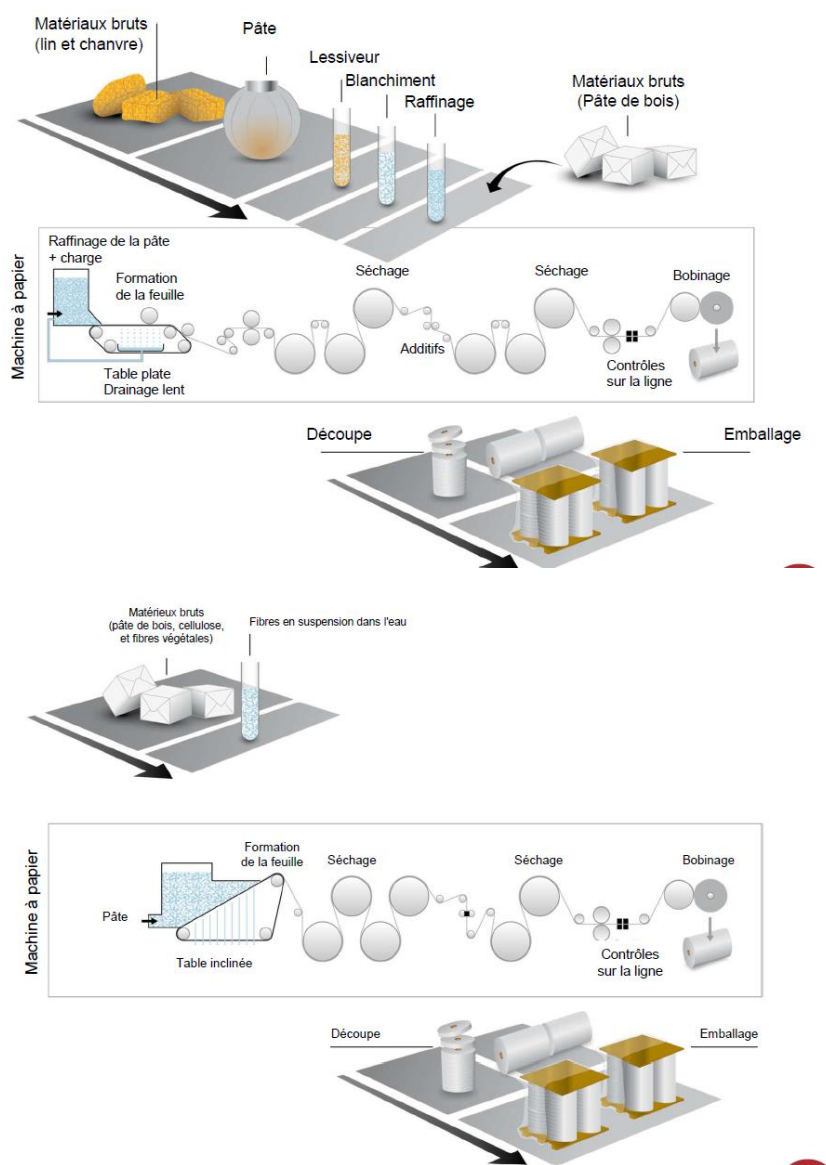 Matériaux bruts
(lin et chanvre)
Pâte
Lessiveur
Blanchiment
Raffinage
Matériaux bruts
(Pâte de bois)
Machine à papier
Raffinage de la pâte
+ charge
Formation
de la feuille
Table plate
Drainage lent
Séchage
Additifs
Séchage
Contrôles
sur la ligne
Bobinage
Découpe
Emballage
Matérieux bruts
(pâte de bois, cellulose,
et fibres végétales)
Fibres en suspension dans l'eau
Machine à papier
Pâte
Formation
de la feuille
Table inclinée
Séchage
Séchage
Contrôles
sur la ligne
Bobinage
Découpe
Emballage